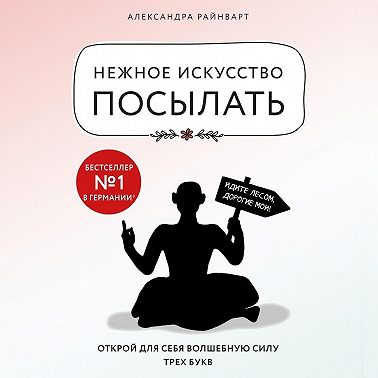 АЛЕКСАНДРА РАЙНВАРТ
НЕЖНОЕ ИСКУССТВО
ПОСЫЛАТЬ
БЕСТСЕЛЛЕР
№1
В ГЕРМАНИИ*
ИДИТЕ ЛЕСОМ,
ДОРОГИЕ МОИ!
ОТКРОЙ ДЛЯ СЕБЯ ВОЛШЕБНУЮ СИЛУ
ТРЕХ БУКВ